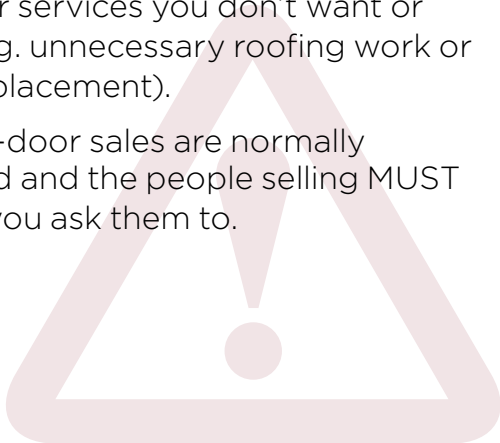 r services you don't want or
g. unnecessary roofing work or
placement).
-door sales are normally
d and the people selling MUST
you ask them to.